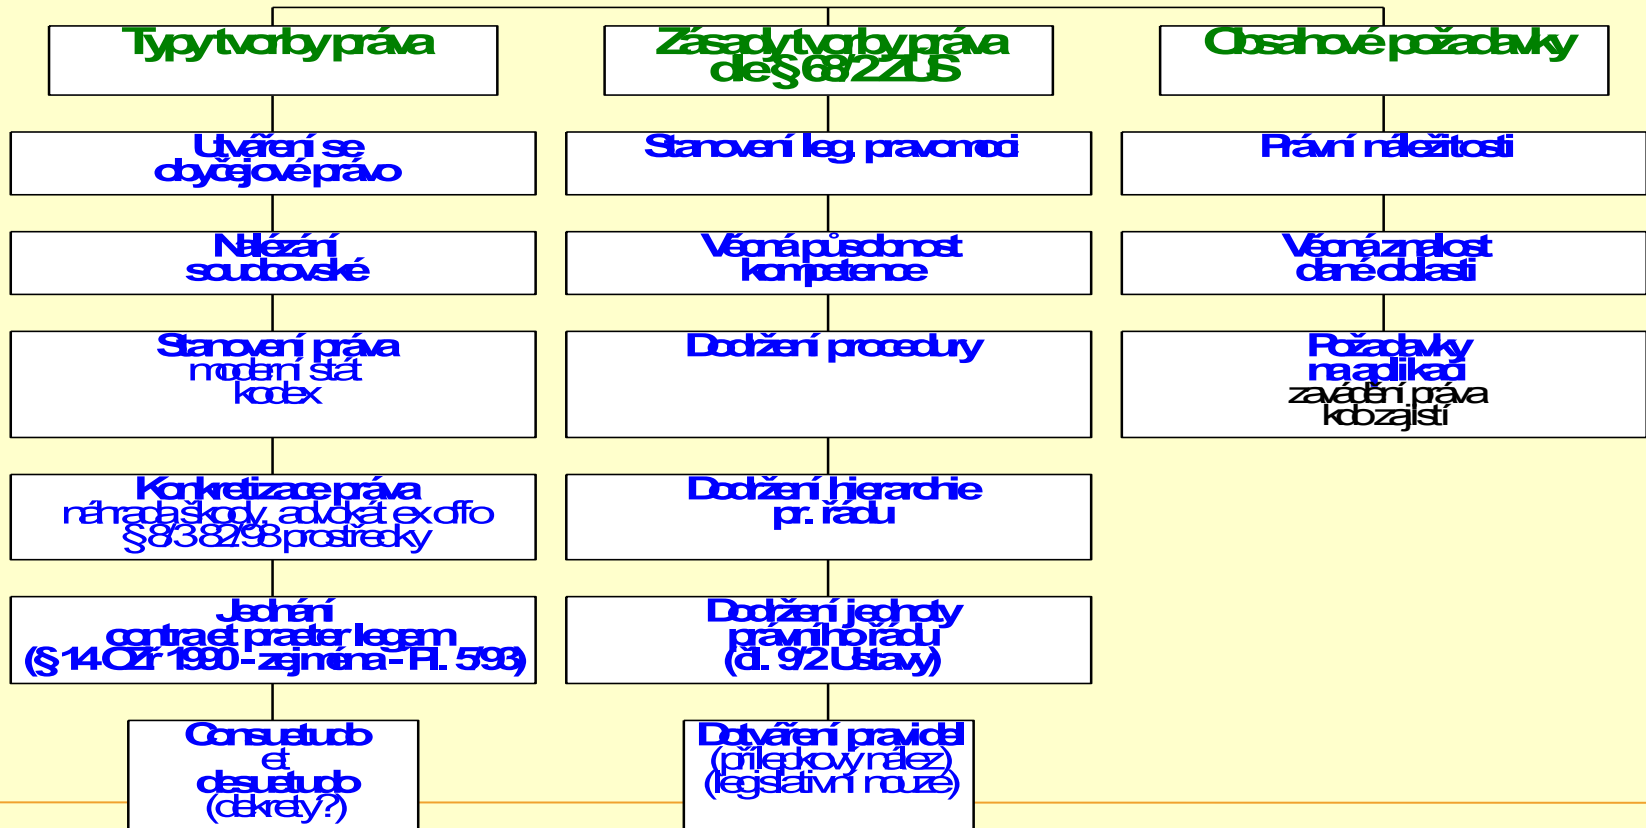 Typy tvorby práva
Utváření se
obyčejové právo
Nalézání
soudcovské
Stanovení práva
moderní stát
kodex
Konkretizace práva
náhrada škody, advokát ex offo
§ 8/3 82/98 prostředky
Jednání
contra et praeter legem
(§ 14 OZř 1990 - zejména - Pl. 5/93)
Consuetudo
et
desuetudo
(dekrety?)
Zásady tvorby práva
dle § 68/2 ZÚS
Stanovení leg. pravomoci
Věcná působnost
kompetence
Dodržení procedury
Dodržení hierarchie
pr. řádu
Dodržení jednoty
právního řádu
(čl. 9/2 Ústavy)
Dotváření pravidel
(přílepkový nález)
(legislativní nouze)
Obsahové požadavky
Právní náležitosti
Věcná znalost
dané oblasti
Požadavky
na aplikaci
zavádění práva
kdo zajistí